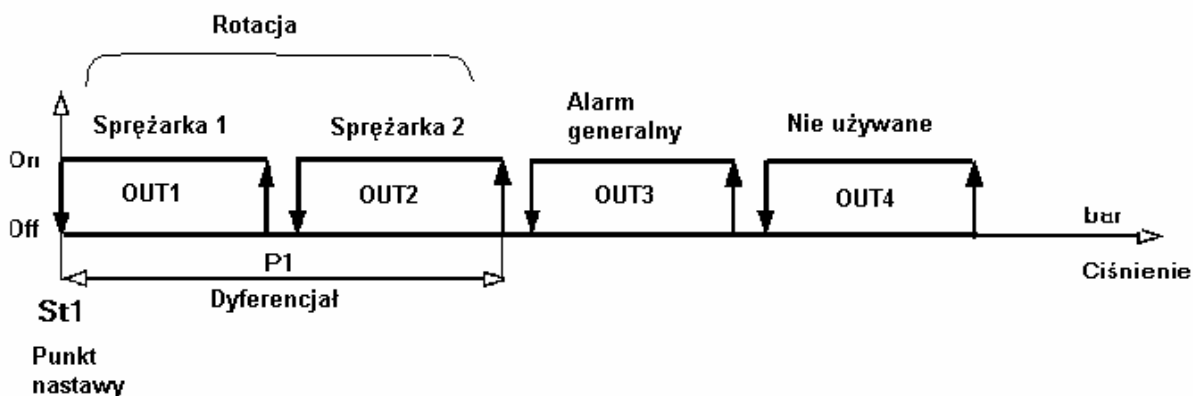 Rotacja
Sprężarka 1
Sprężarka 2
Alarm
generalny
Nie używane
On
OUT1
OUT2
OUT3
OUT4
Off
bar
P1
Dyferencjał
Ciśnienie
St1
Punkt
nastawy